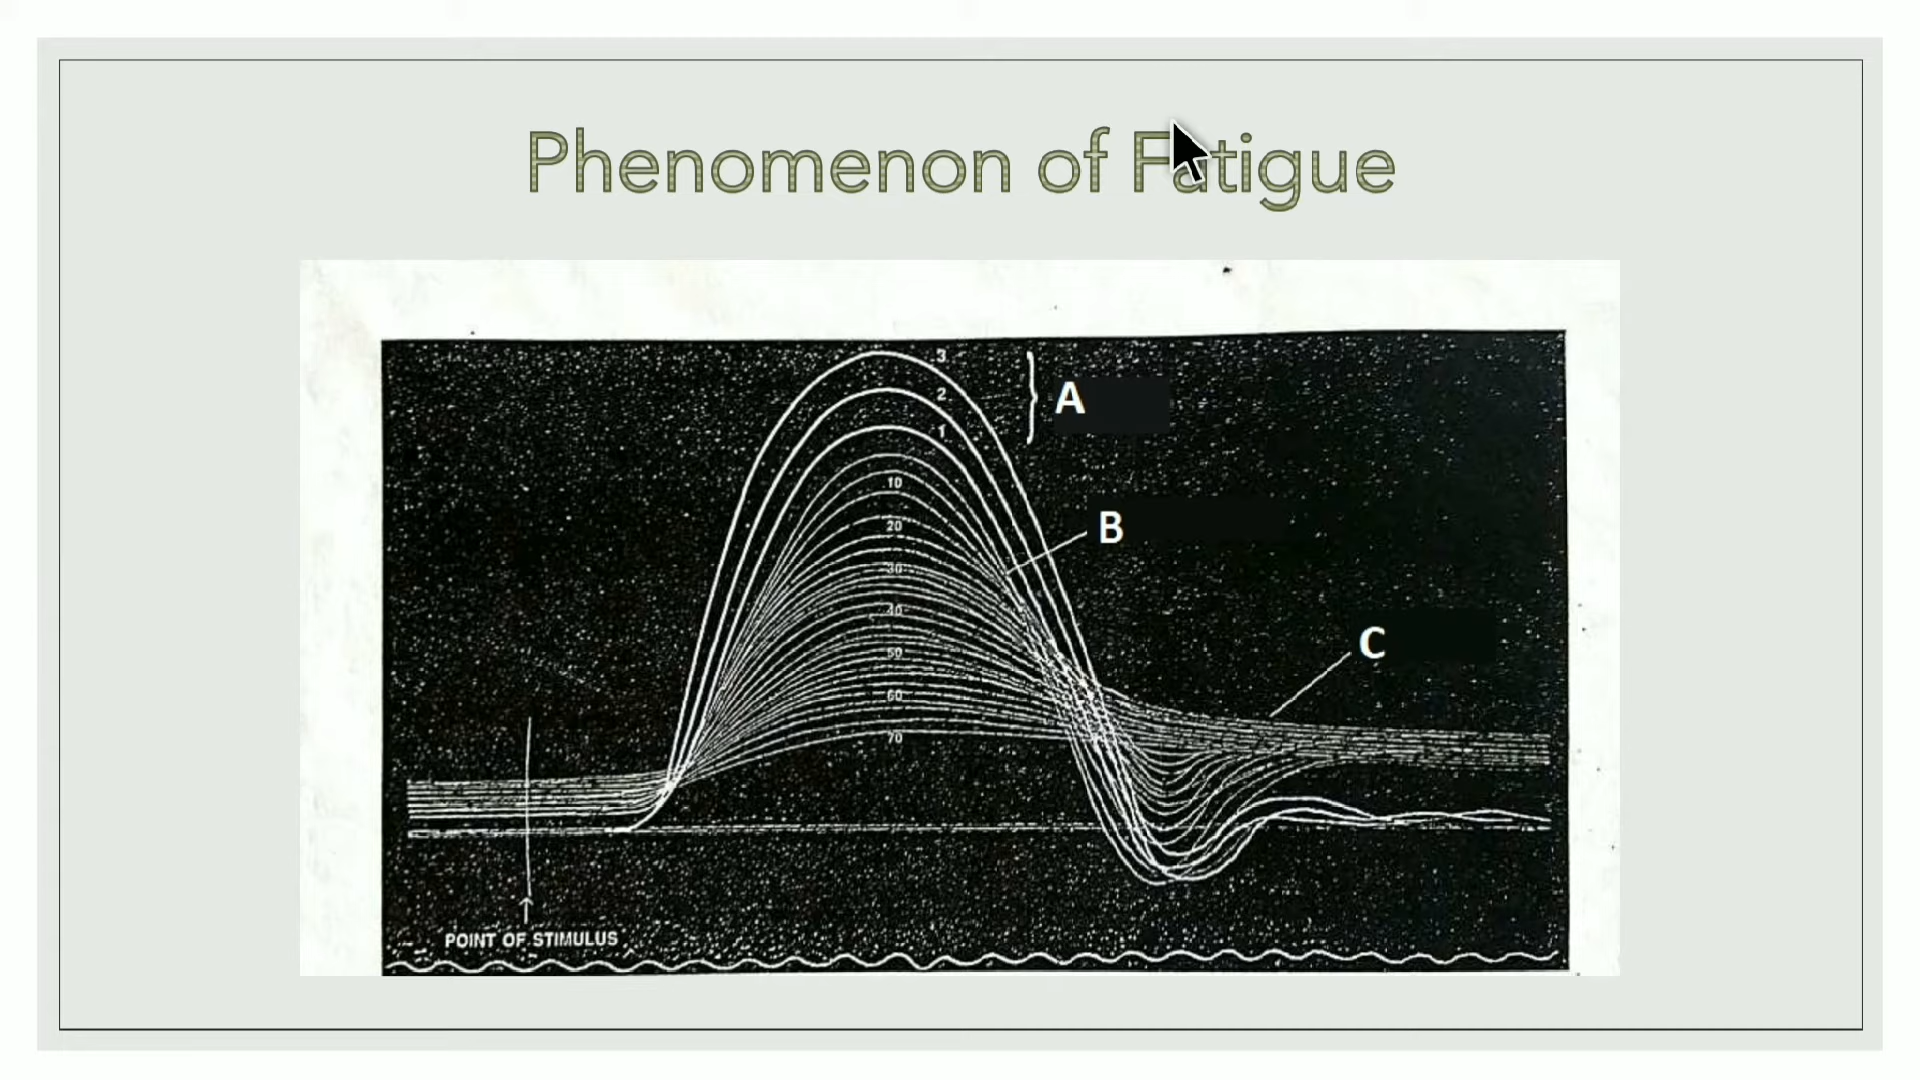 Phenomenon of Fatigue
3
A
2
1
10
B
20
30
40
C
50
60
70
POINT OF STIMULUS